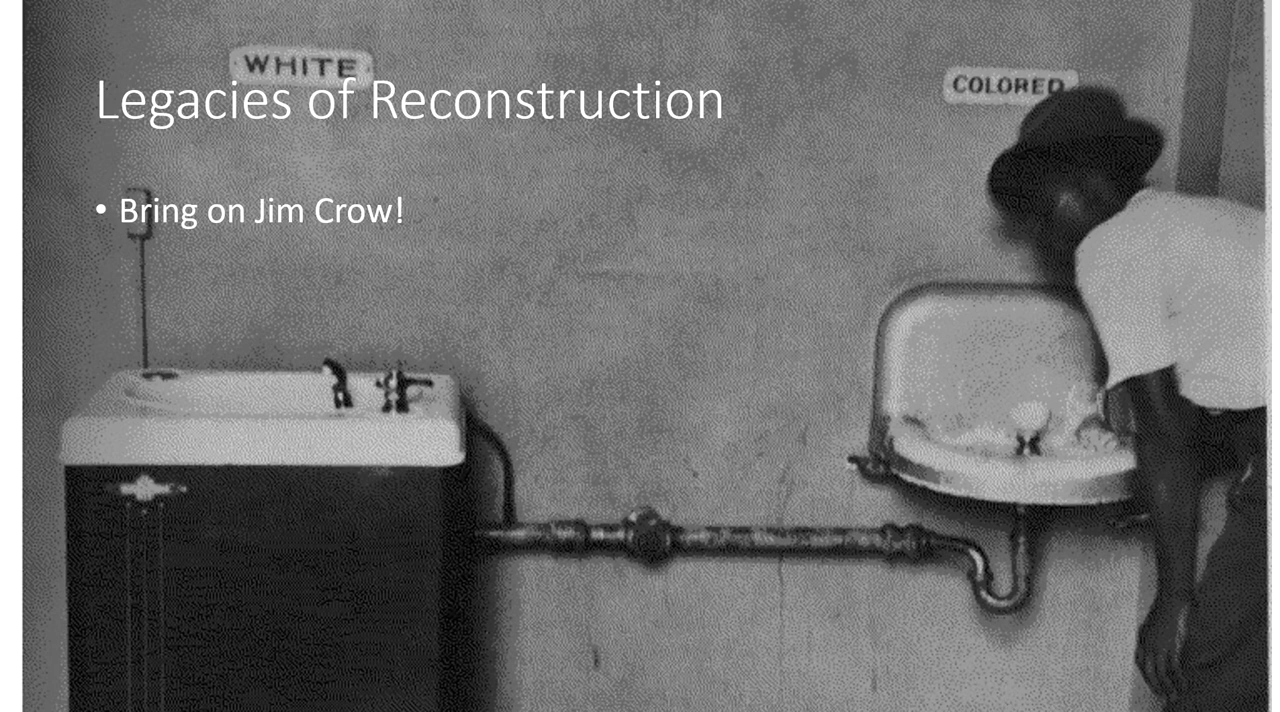 WHITE
COLORED
Legacies of Reconstruction
• Bring on Jim Crow!